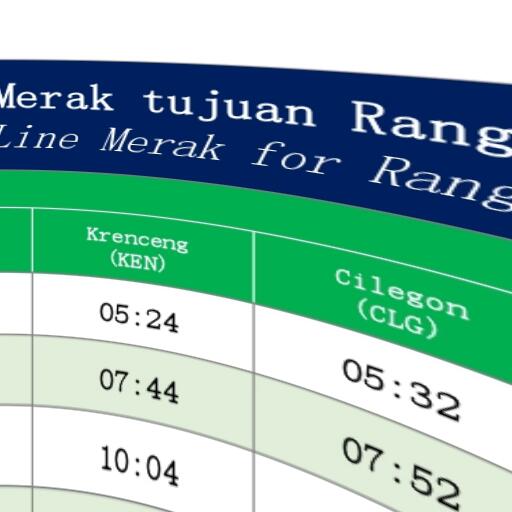 Merak tujuan Rang
Line Merak for Rang
Krenceng
(KEN)
Cilegon
(CLG)
05:24
05:32
07:44
07:52
10:04